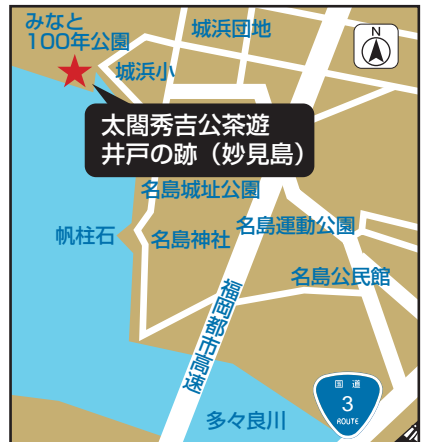 みなと
100年公園
城浜団地
N
城浜小
太閤秀吉公茶遊
井戸の跡（妙見島）
名島城址公園
帆柱石
名島神社
名島運動公園
名島公民館
福岡都市高速
国道
3
ROUTE
多々良川